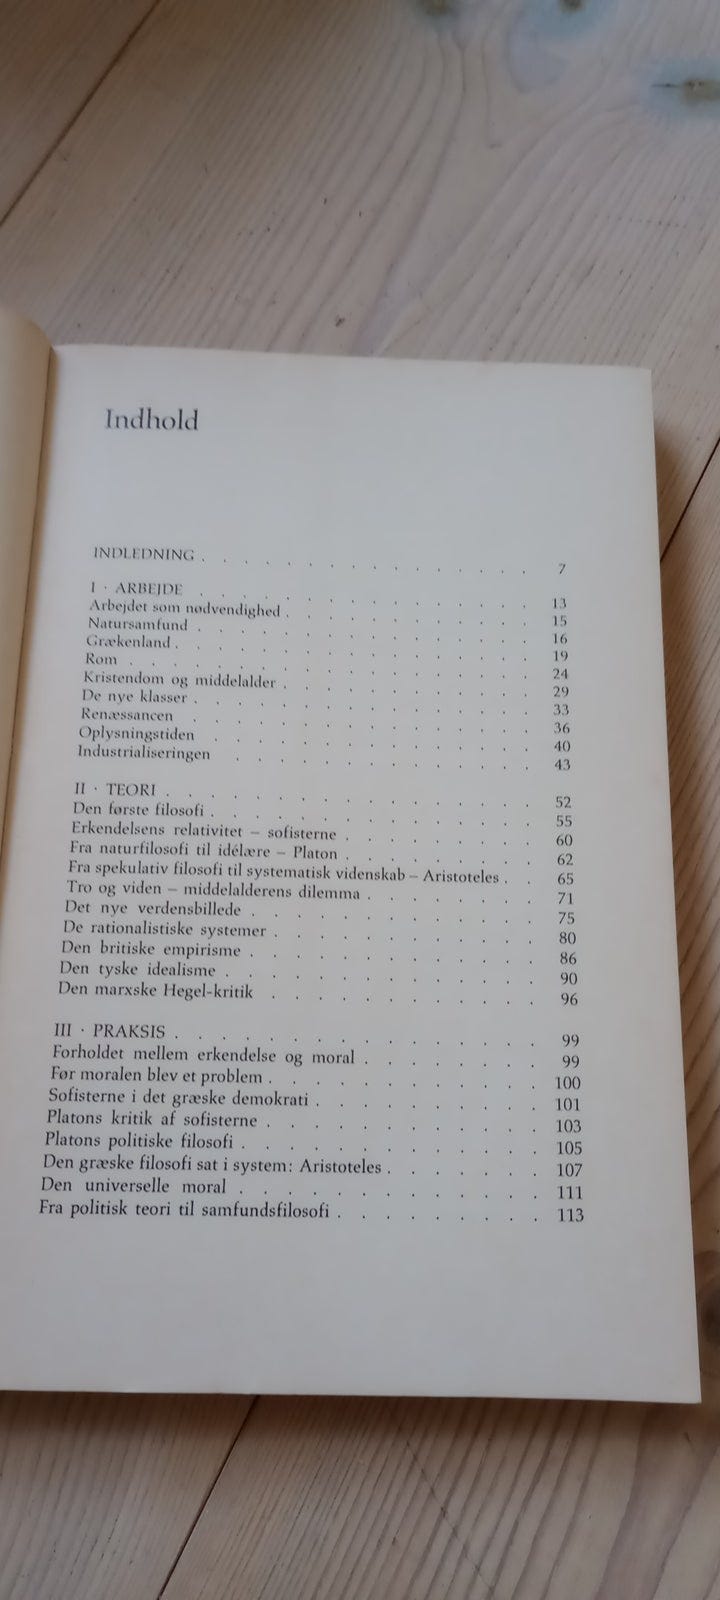 Indhold
INDLEDNING . . . . . . . . . . . . 7
I · ARBEJDE . . . . . . . . . . . . 13
Arbejdet som nødvendighed . . . . . . . . . 15
Natursamfund . . . . . . . . . . . . 16
Grækenland . . . . . . . . . . . . 19
Rom . . . . . . . . . . . . . . 24
Kristendom og middelalder . . . . . . . . . 29
De nye klasser . . . . . . . . . . . . 33
Renæssancen . . . . . . . . . . . . 36
Oplysningstiden . . . . . . . . . . . 40
Industrialiseringen . . . . . . . . . . . 43
II · TEORI . . . . . . . . . . . . . 52
Den første filosofi . . . . . . . . . . . 55
Erkendelsens relativitet – sofisterne . . . . . . . 60
Fra naturfilosofi til idélære – Platon . . . . . . . 62
Fra spekulativ filosofi til systematisk videnskab – Aristoteles . . 65
Tro og viden – middelalderens dilemma . . . . . . 71
Det nye verdensbillede . . . . . . . . . . 75
De rationalistiske systemer . . . . . . . . . 80
Den britiske empirisme . . . . . . . . . . 86
Den tyske idealisme . . . . . . . . . . . 90
Den marxske Hegel-kritik . . . . . . . . . 96
III · PRAKSIS . . . . . . . . . . . . 99
Forholdet mellem erkendelse og moral . . . . . . 99
Før moralen blev et problem . . . . . . . . . 100
Sofisterne i det græske demokrati . . . . . . . . 101
Platons kritik af sofisterne . . . . . . . . . 103
Platons politiske filosofi . . . . . . . . . . 105
Den græske filosofi sat i system: Aristoteles . . . . . 107
Den universelle moral . . . . . . . . . . 111
Fra politisk teori til samfundsfilosofi . . . . . . . 113